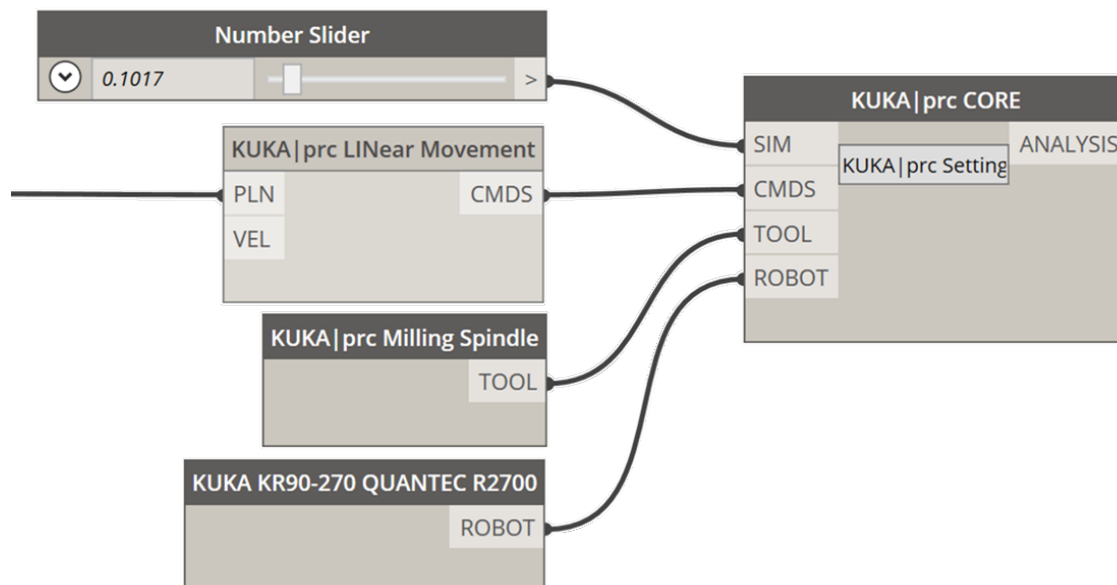 Number Slider
0.1017
>
KUKA|prc LINear Movement
PLN
CMDS
VEL
KUKA|prc Milling Spindle
TOOL
KUKA KR90-270 QUANTEC R2700
ROBOT
KUKA|prc CORE
SIM
KUKA|prc Setting
ANALYSIS
CMDS
TOOL
ROBOT